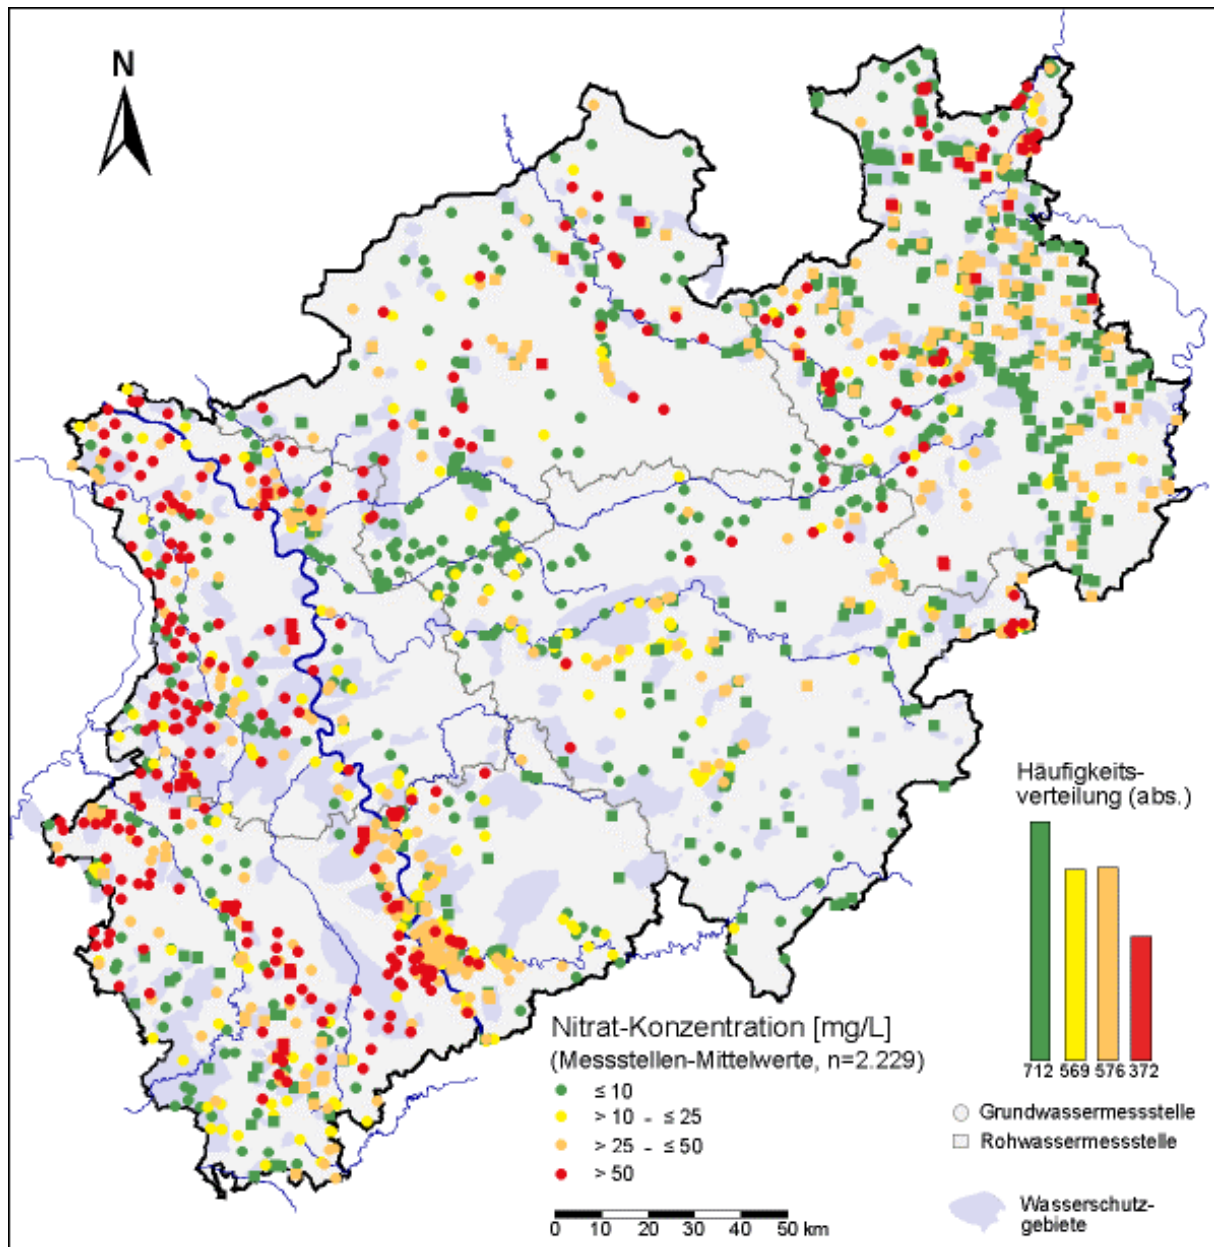 N
Häufigkeits-
verteilung (abs.)
712 569 576 372
Nitrat-Konzentration [mg/L]
(Messstellen-Mittelwerte, n=2.229)
≤ 10
> 10 - ≤ 25
> 25 - ≤ 50
> 50
Grundwassermessstelle
Rohwassermessstelle
Wasserschutz-
gebiete
0 10 20 30 40 50 km